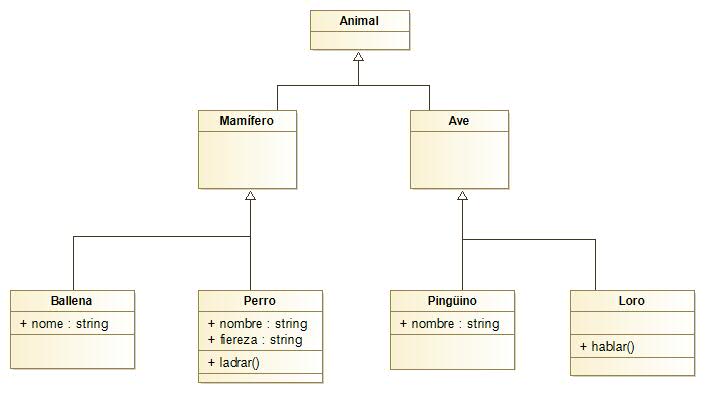 Animal
Mamífero
Ave
Ballena
+ nome : string
Perro
+ nombre : string
+ fiereza : string
+ ladrar()
Pingüino
+ nombre : string
Loro
+ hablar()